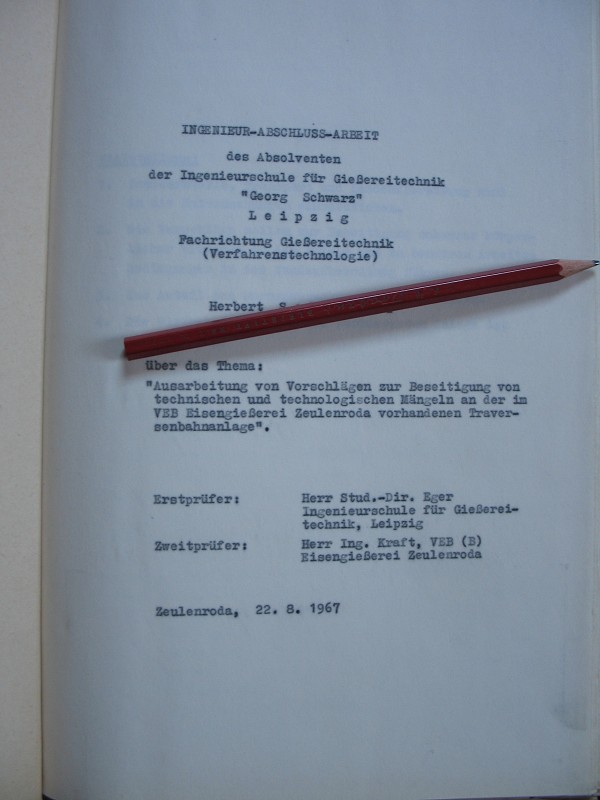 INGENIEUR-ABSCHLUSS-ARBEIT
des Absolventen
der Ingenieurschule für Gießereitechnik
"Georg Schwarz"
L e i p z i g
Fachrichtung Gießereitechnik
(Verfahrenstechnologie)
Herbert
über das Thema:
"Ausarbeitung von Vorschlägen zur Beseitigung von
technischen und technologischen Mängeln an der im
VEB Eisengießerei Zeulenroda vorhandenen Traver-
senbahnanlage".
Erstprüfer: Herr Stud.-Dir. Eger
Ingenieurschule für Gießerei-
technik, Leipzig
Zweitprüfer: Herr Ing. Kraft, VEB (B)
Eisengießerei Zeulenroda
Zeulenroda, 22. 8. 1967